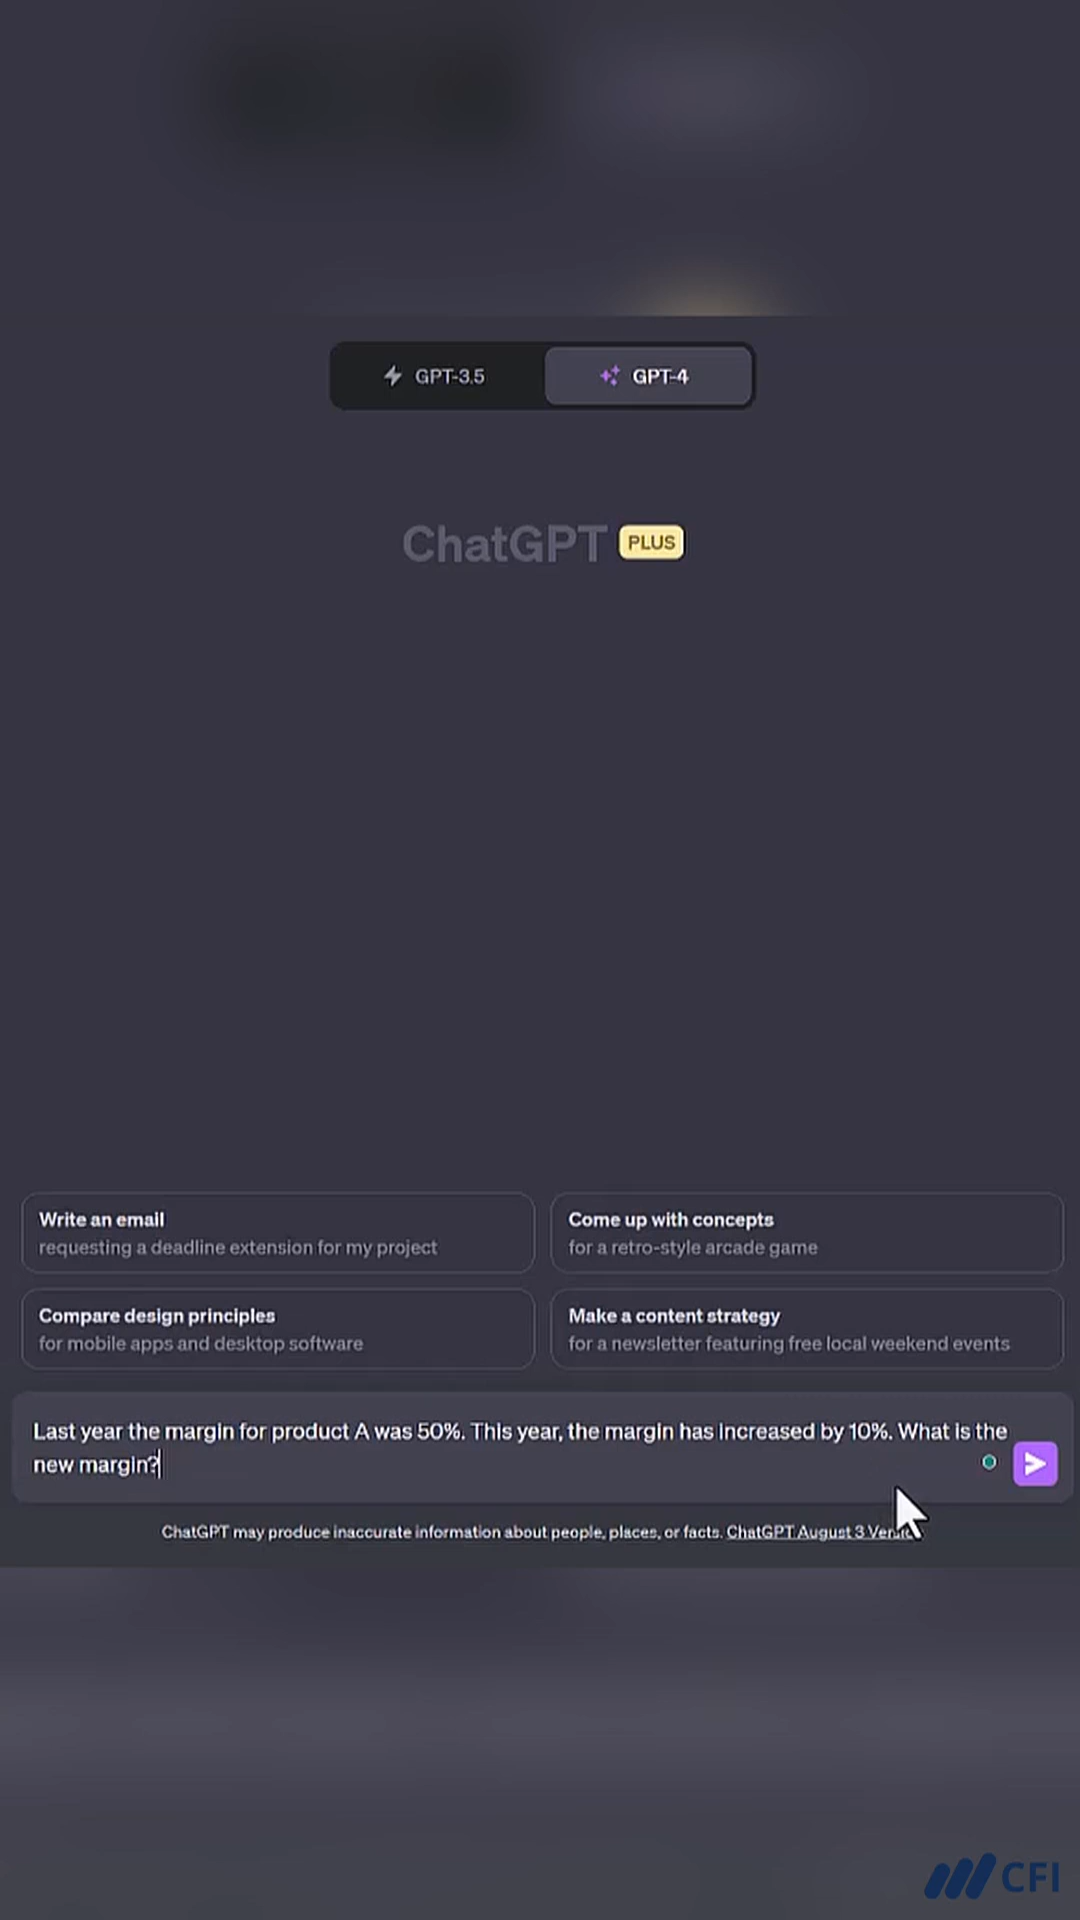 GPT-3.5
GPT-4
ChatGPT PLUS
Write an email
requesting a deadline extension for my project
Come up with concepts
for a retro-style arcade game
Compare design principles
for mobile apps and desktop software
Make a content strategy
for a newsletter featuring free local weekend events
Last year the margin for product A was 50%. This year, the margin has increased by 10%. What is the
new margin?
ChatGPT may produce inaccurate information about people, places, or facts. ChatGPT August 3
CFI